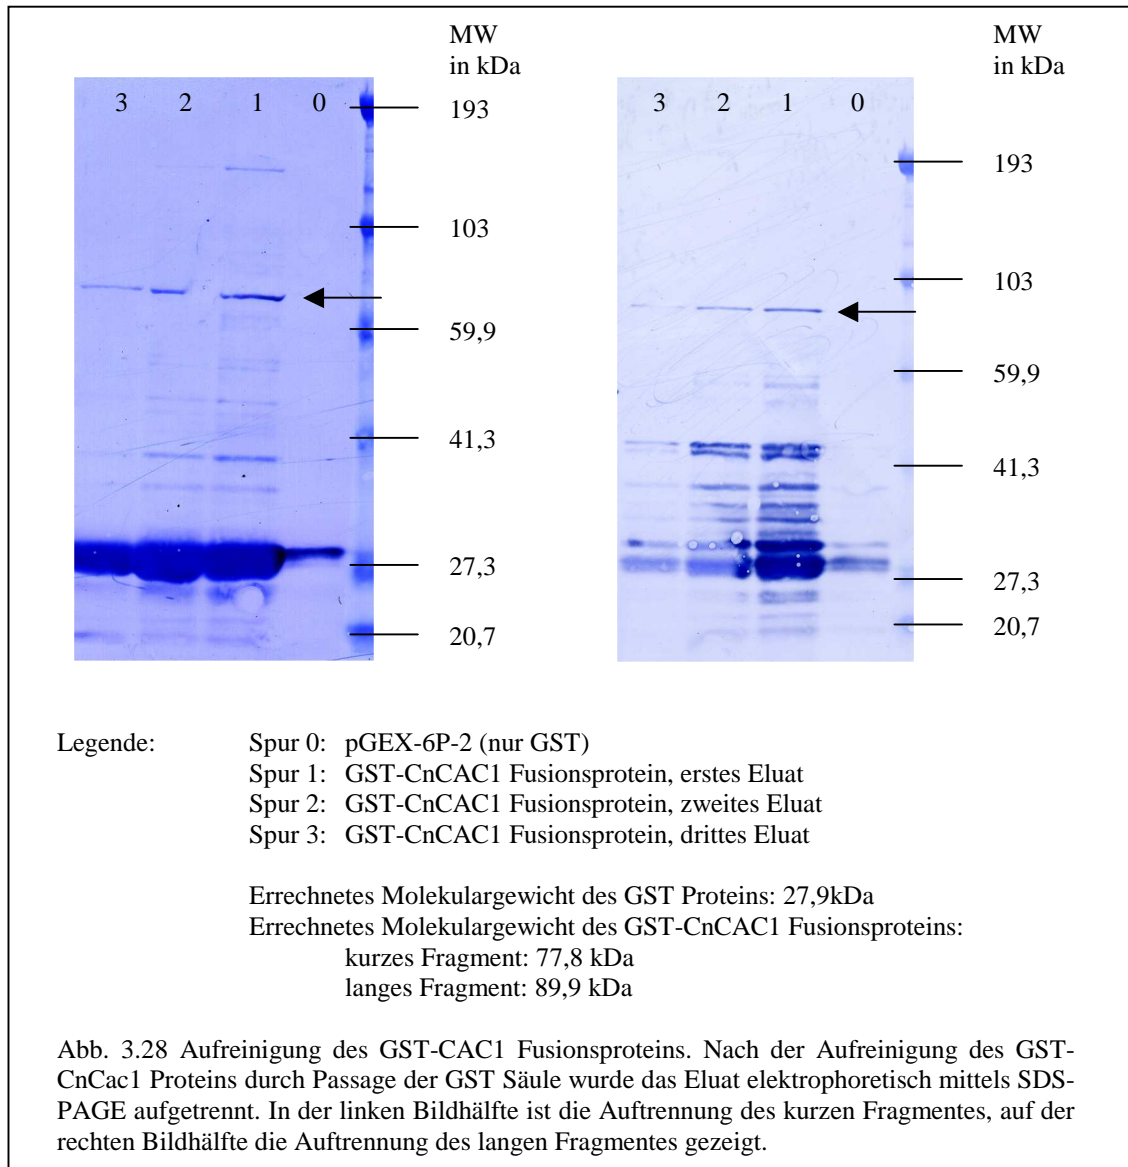 MW
in kDa
3 2 1 0
193
103
59,9
41,3
27,3
20,7
MW
in kDa
3 2 1 0
193
103
59,9
41,3
27,3
20,7
Legende: Spur 0: pGEX-6P-2 (nur GST)
Spur 1: GST-CnCAC1 Fusionsprotein, erstes Eluat
Spur 2: GST-CnCAC1 Fusionsprotein, zweites Eluat
Spur 3: GST-CnCAC1 Fusionsprotein, drittes Eluat
Errechnetes Molekulargewicht des GST Proteins: 27,9kDa
Errechnetes Molekulargewicht des GST-CnCAC1 Fusionsproteins:
kurzes Fragment: 77,8 kDa
langes Fragment: 89,9 kDa
Abb. 3.28 Aufreinigung des GST-CAC1 Fusionsproteins. Nach der Aufreinigung des GST-
CnCac1 Proteins durch Passage der GST Säule wurde das Eluat elektrophoretisch mittels SDS-
PAGE aufgetrennt. In der linken Bildhälfte ist die Auftrennung des kurzen Fragmentes, auf der
rechten Bildhälfte die Auftrennung des langen Fragmentes gezeigt.